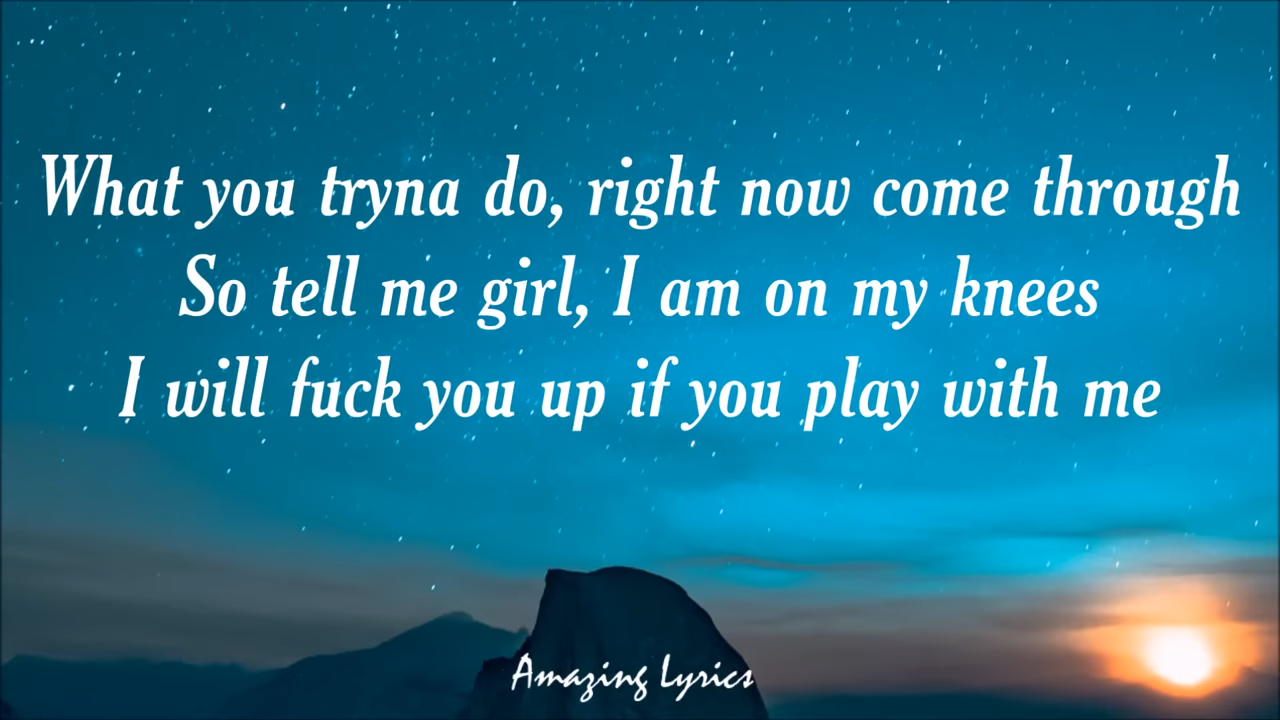 What you tryna do, right now come through
So tell me girl, I am on my knees
I will fuck you up if you play with me
Amazing Lyrics